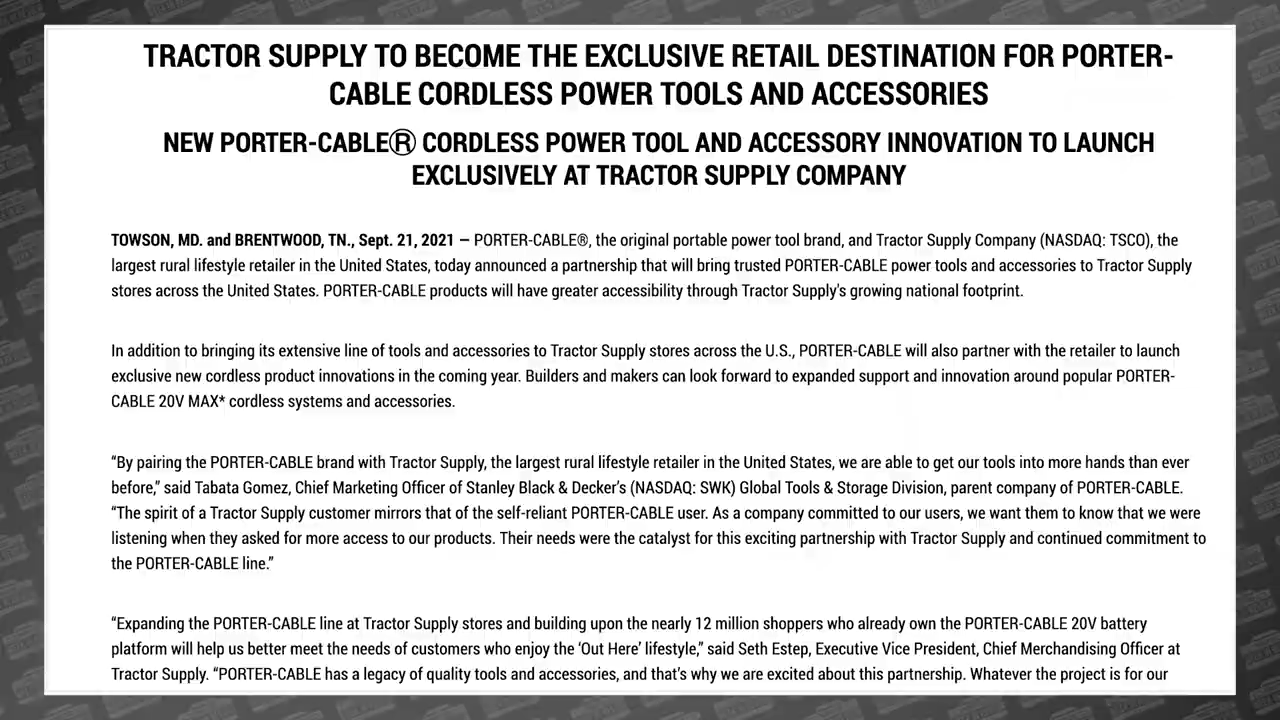 TRACTOR SUPPLY TO BECOME THE EXCLUSIVE RETAIL DESTINATION FOR PORTER-
CABLE CORDLESS POWER TOOLS AND ACCESSORIES
NEW PORTER-CABLE® CORDLESS POWER TOOL AND ACCESSORY INNOVATION TO LAUNCH
EXCLUSIVELY AT TRACTOR SUPPLY COMPANY
TOWSON, MD. and BRENTWOOD, TN., Sept. 21, 2021 — PORTER-CABLE®, the original portable power tool brand, and Tractor Supply Company (NASDAQ: TSCO), the
largest rural lifestyle retailer in the United States, today announced a partnership that will bring trusted PORTER-CABLE power tools and accessories to Tractor Supply
stores across the United States. PORTER-CABLE products will have greater accessibility through Tractor Supply's growing national footprint.
In addition to bringing its extensive line of tools and accessories to Tractor Supply stores across the U.S., PORTER-CABLE will also partner with the retailer to launch
exclusive new cordless product innovations in the coming year. Builders and makers can look forward to expanded support and innovation around popular PORTER-
CABLE 20V MAX* cordless systems and accessories.
“By pairing the PORTER-CABLE brand with Tractor Supply, the largest rural lifestyle retailer in the United States, we are able to get our tools into more hands than ever
before,” said Tabata Gomez, Chief Marketing Officer of Stanley Black & Decker’s (NASDAQ: SWK) Global Tools & Storage Division, parent company of PORTER-CABLE.
“The spirit of a Tractor Supply customer mirrors that of the self-reliant PORTER-CABLE user. As a company committed to our users, we want them to know that we were
listening when they asked for more access to our products. Their needs were the catalyst for this exciting partnership with Tractor Supply and continued commitment to
the PORTER-CABLE line.”
“Expanding the PORTER-CABLE line at Tractor Supply stores and building upon the nearly 12 million shoppers who already own the PORTER-CABLE 20V battery
platform will help us better meet the needs of customers who enjoy the ‘Out Here’ lifestyle,” said Seth Estep, Executive Vice President, Chief Merchandising Officer at
Tractor Supply. “PORTER-CABLE has a legacy of quality tools and accessories, and that’s why we are excited about this partnership. Whatever the project is for our